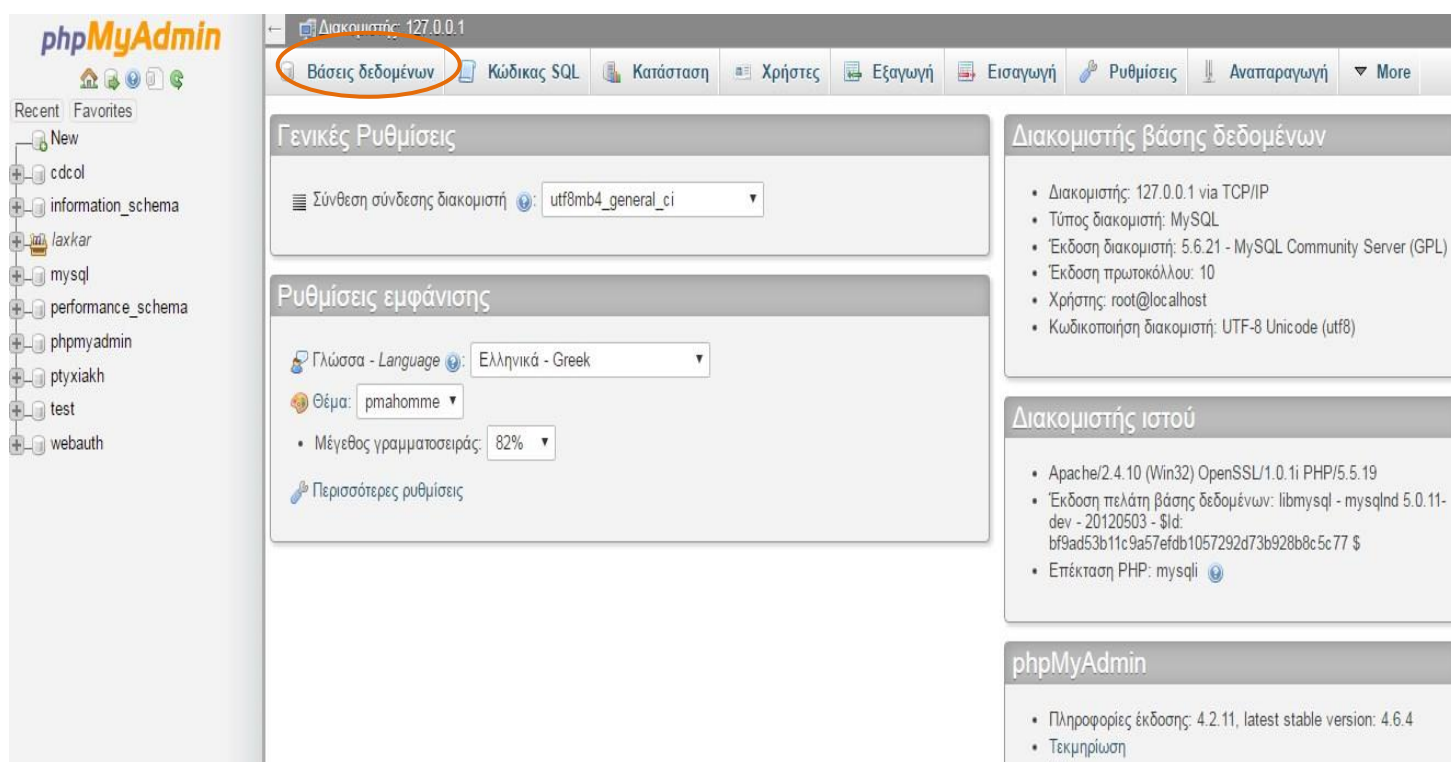 phpMyAdmin
Recent Favorites
New
cdcol
information_schema
laxkar
mysql
performance_schema
phpmyadmin
ptyxiakh
test
webauth
Διακομιστής: 127.0.0.1
Βάσεις δεδομένων Κώδικας SQL Κατάσταση Χρήστες Εξαγωγή Εισαγωγή Ρυθμίσεις Αναπαραγωγή More
Γενικές Ρυθμίσεις
Σύνθεση σύνδεσης διακομιστή : utf8mb4_general_ci
Ρυθμίσεις εμφάνισης
Γλώσσα - Language : Ελληνικά - Greek
Θέμα: pmahomme
• Μέγεθος γραμματοσειράς: 82%
Περισσότερες ρυθμίσεις
Διακομιστής βάσης δεδομένων
• Διακομιστής: 127.0.0.1 via TCP/IP
• Τύπος διακομιστή: MySQL
• Έκδοση διακομιστή: 5.6.21 - MySQL Community Server (GPL)
• Έκδοση πρωτοκόλλου: 10
• Χρήστης: root@localhost
• Κωδικοποίηση διακομιστή: UTF-8 Unicode (utf8)
Διακομιστής ιστού
• Apache/2.4.10 (Win32) OpenSSL/1.0.1i PHP/5.5.19
• Έκδοση πελάτη βάσης δεδομένων: libmysql - mysqlnd 5.0.11-
dev - 20120503 - $Id:
bf9ad53b11c9a57efdb1057292d73b928b8c5c77 $
• Επέκταση PHP: mysqli
phpMyAdmin
• Πληροφορίες έκδοσης: 4.2.11, latest stable version: 4.6.4
• Τεκμηρίωση